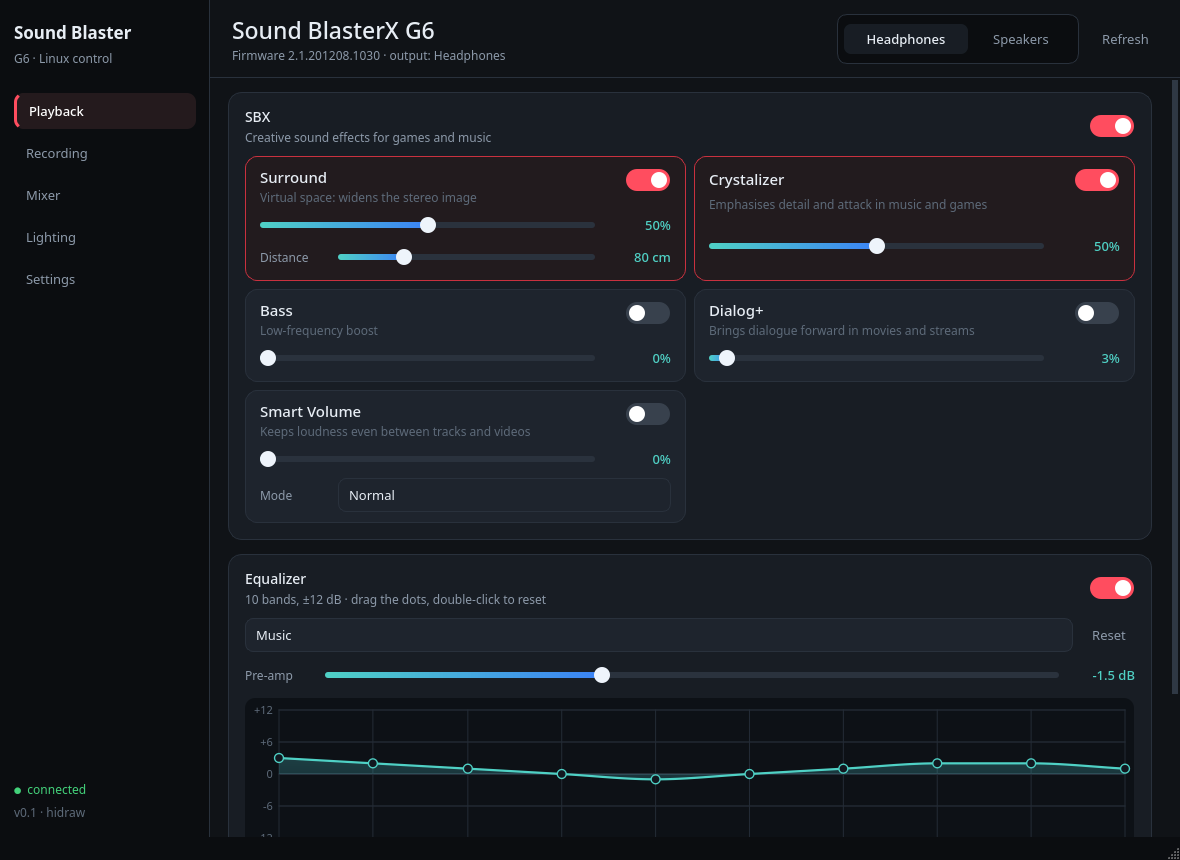 Sound Blaster
G6 · Linux control
Playback
Recording
Mixer
Lighting
Settings
● connected
v0.1 · hidraw
Sound BlasterX G6
Firmware 2.1.201208.1030 · output: Headphones
Headphones
Speakers
Refresh
SBX
Creative sound effects for games and music
Surround
Virtual space: widens the stereo image
50%
Distance
80 cm
Crystalizer
Emphasises detail and attack in music and games
50%
Bass
Low-frequency boost
0%
Dialog+
Brings dialogue forward in movies and streams
3%
Smart Volume
Keeps loudness even between tracks and videos
0%
Mode
Normal
Equalizer
10 bands, ±12 dB · drag the dots, double-click to reset
Music
Reset
Pre-amp
-1.5 dB
+12
+6
0
-6